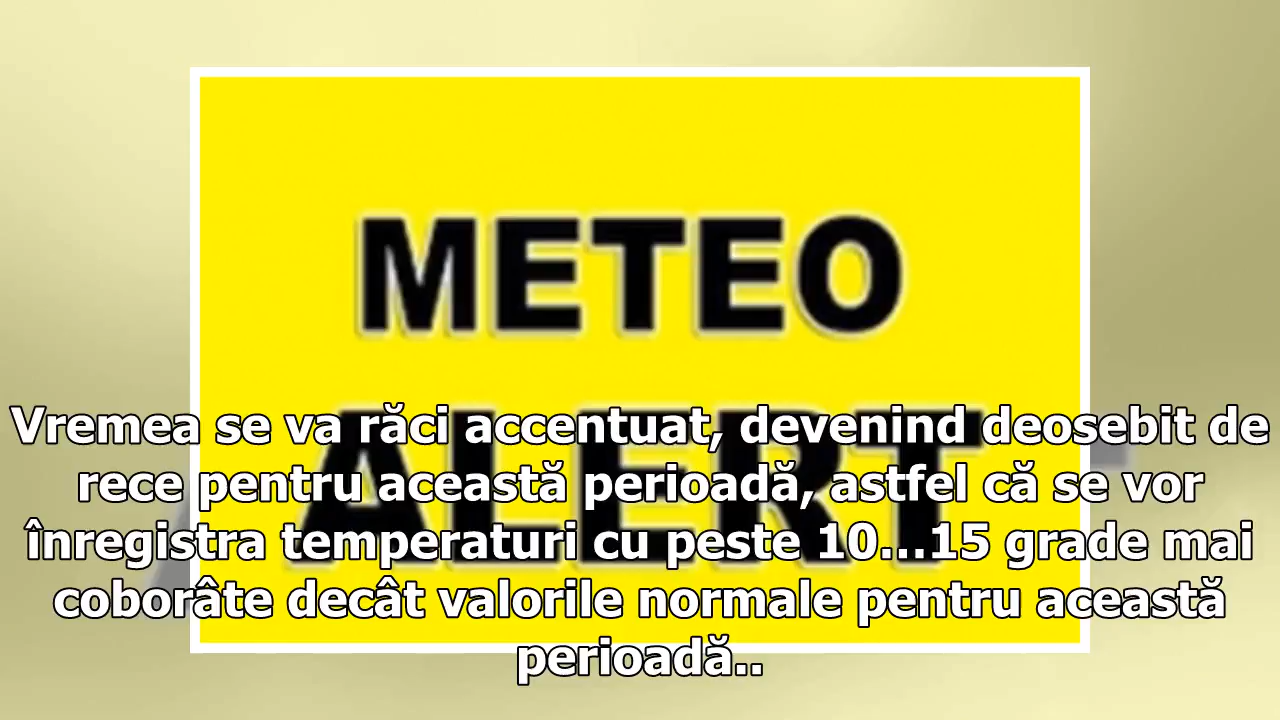 METEO
ALERT
Vremea se va răci accentuat, devenind deosebit de
rece pentru această perioadă, astfel că se vor
înregistra temperaturi cu peste 10...15 grade mai
coborâte decât valorile normale pentru această
perioadă..